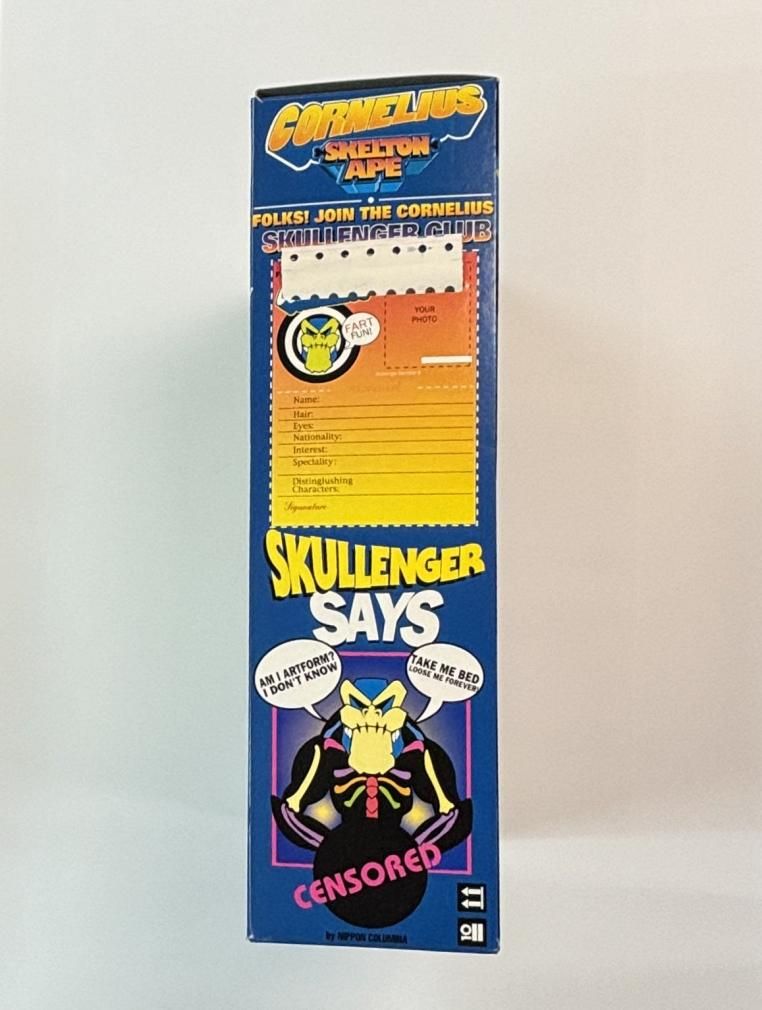 CORNELIUS
SKELTON
APE
FOLKS! JOIN THE CORNELIUS
SKULLENGER CLUB
FART
FUN!
YOUR
PHOTO
Name:
Hair:
Eyes:
Nationality:
Interest:
Speciality:
Distinglushing
Characters:
Signature
SKULLENGER
SAYS
AM I ARTFORM?
I DON'T KNOW
TAKE ME BED
LOOSE ME FOREVER!
CENSORED
by NIPPON COLUMBIA